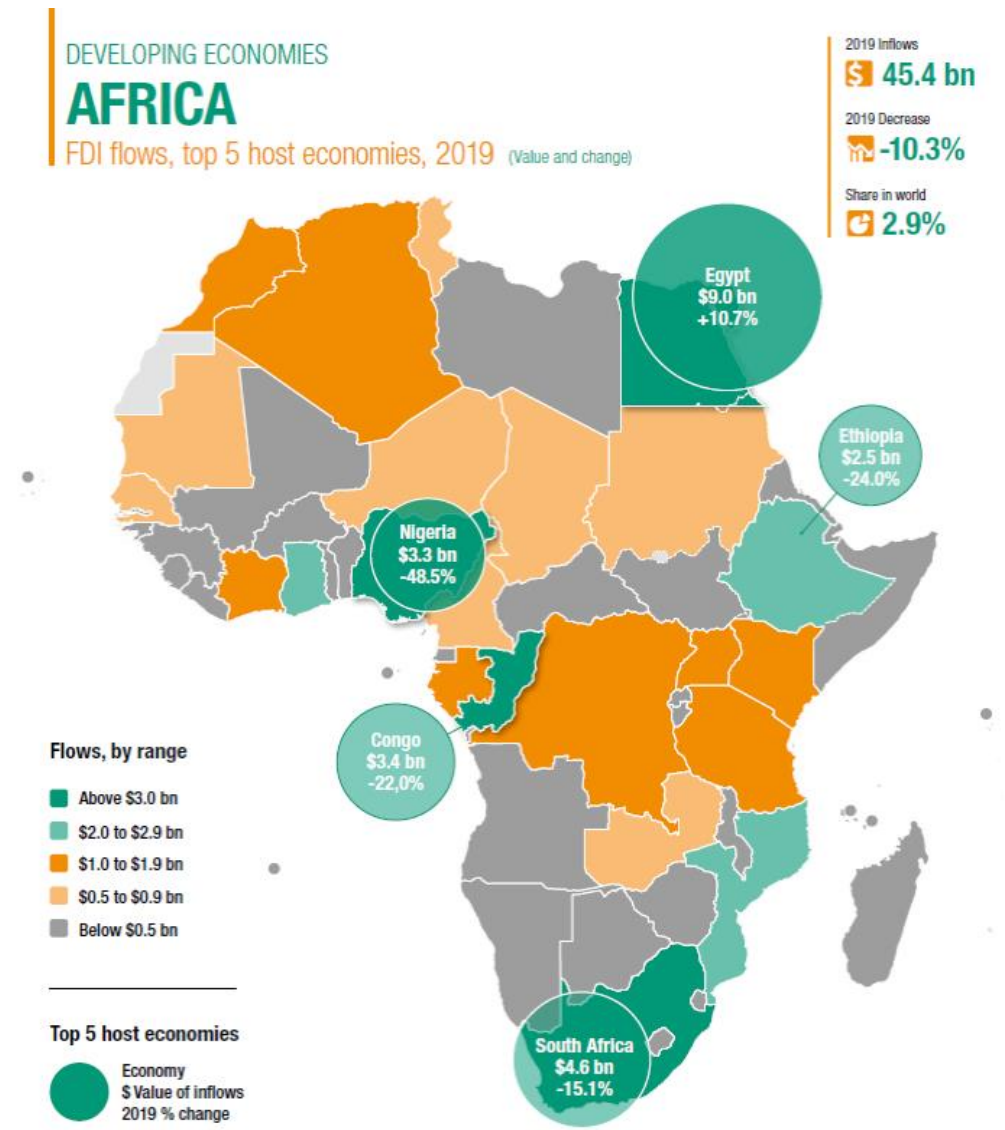 DEVELOPING ECONOMIES
AFRICA
FDI flows, top 5 host economies, 2019 (Value and change)
2019 Inflows
$ 45.4 bn
2019 Decrease
-10.3%
Share in world
2.9%
Egypt
$9.0 bn
+10.7%
Ethiopia
$2.5 bn
-24.0%
Nigeria
$3.3 bn
-48.5%
Congo
$3.4 bn
-22,0%
Flows, by range
Above $3.0 bn
$2.0 to $2.9 bn
$1.0 to $1.9 bn
$0.5 to $0.9 bn
Below $0.5 bn
South Africa
$4.6 bn
-15.1%
Top 5 host economies
Economy
$ Value of inflows
2019 % change